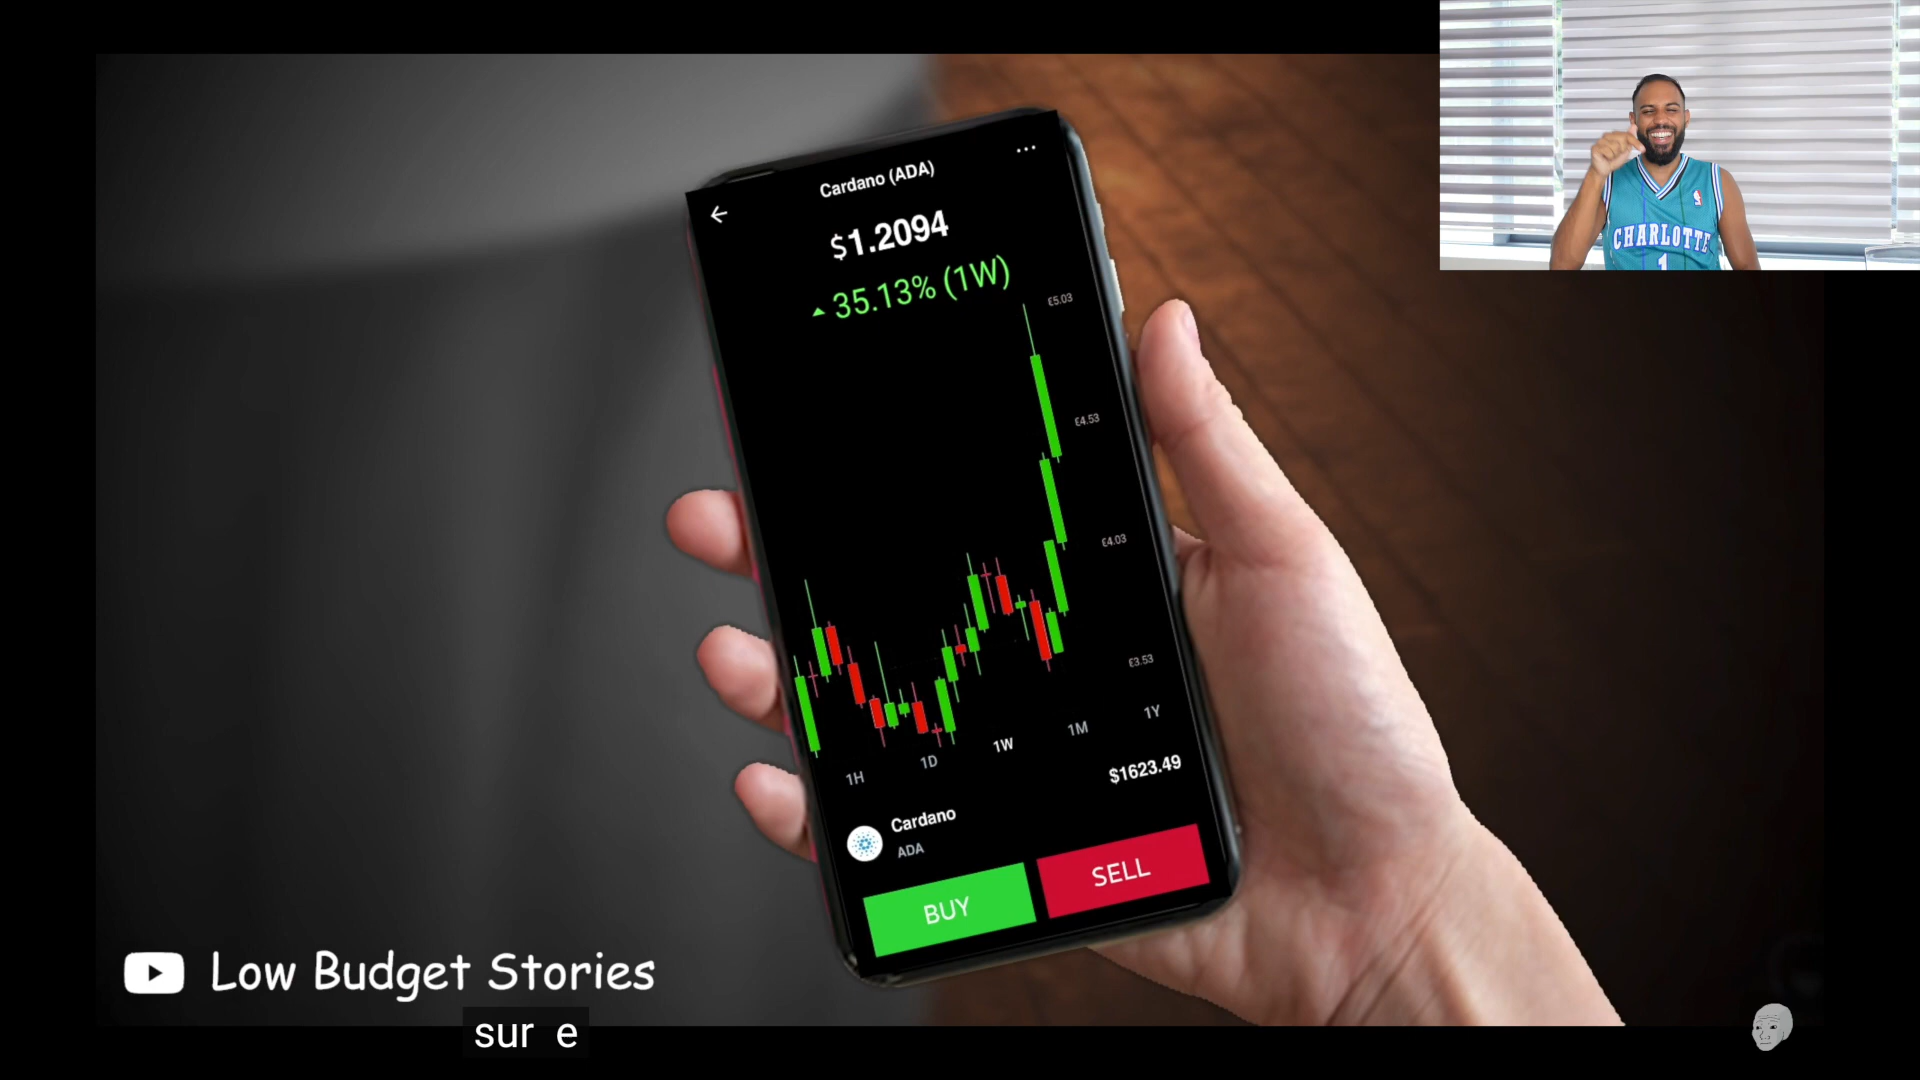 Cardano (ADA)
$1.2094
35.13% (1W)
£5.03
£4.53
£4.03
£3.53
1H 1D 1W 1M 1Y
$1623.49
Cardano
ADA
BUY SELL
CHARLOTTE
1
Low Budget Stories
sur e